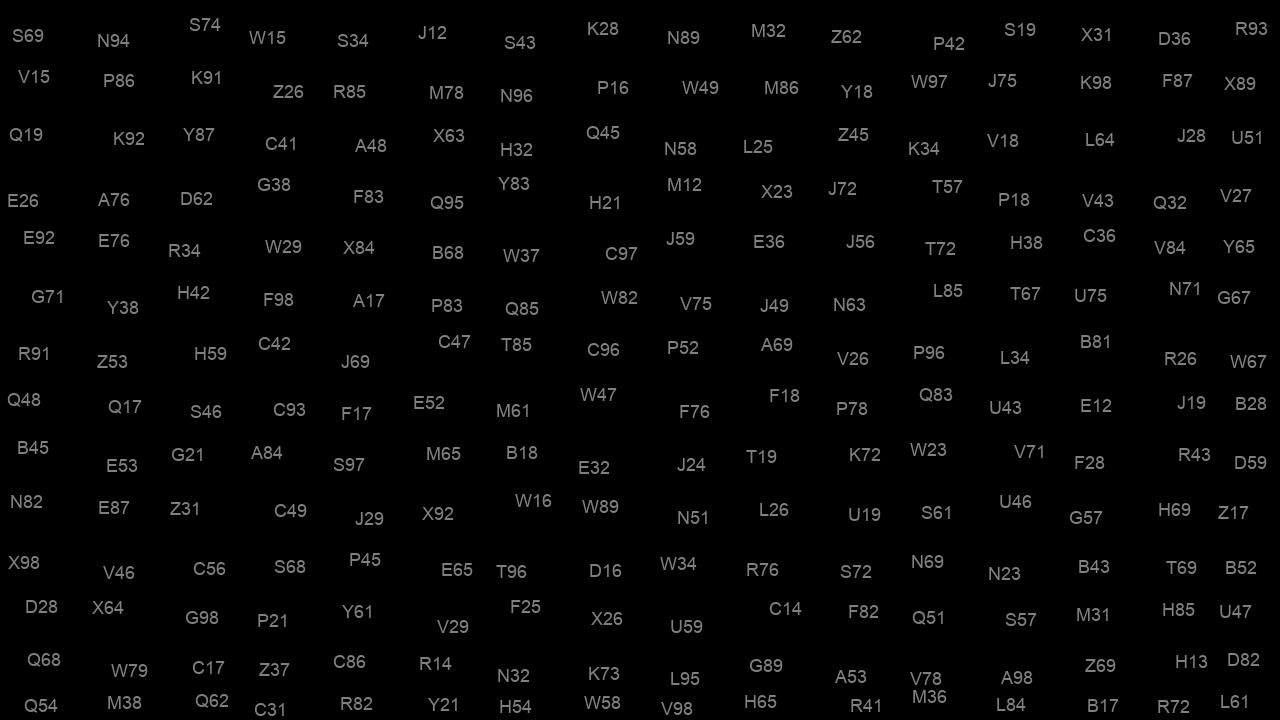 S69 N94 S74 W15 S34 J12 S43 K28 N89 M32 Z62 P42 S19 X31 D36 R93
V15 P86 K91 Z26 R85 M78 N96 P16 W49 M86 Y18 W97 J75 K98 F87 X89
Q19 K92 Y87 C41 A48 X63 H32 Q45 N58 L25 Z45 K34 V18 L64 J28 U51
E26 A76 D62 G38 F83 Q95 Y83 H21 M12 X23 J72 T57 P18 V43 Q32 V27
E92 E76 R34 W29 X84 B68 W37 C97 J59 E36 J56 T72 H38 C36 V84 Y65
G71 Y38 H42 F98 A17 P83 Q85 W82 V75 J49 N63 L85 T67 U75 N71 G67
R91 Z53 H59 C42 J69 C47 T85 C96 P52 A69 V26 P96 L34 B81 R26 W67
Q48 Q17 S46 C93 F17 E52 M61 W47 F76 F18 P78 Q83 U43 E12 J19 B28
B45 E53 G21 A84 S97 M65 B18 E32 J24 T19 K72 W23 V71 F28 R43 D59
N82 E87 Z31 C49 J29 X92 W16 W89 N51 L26 U19 S61 U46 G57 H69 Z17
X98 V46 C56 S68 P45 E65 T96 D16 W34 R76 S72 N69 N23 B43 T69 B52
D28 X64 G98 P21 Y61 V29 F25 X26 U59 C14 F82 Q51 S57 M31 H85 U47
Q68 W79 C17 Z37 C86 R14 N32 K73 L95 G89 A53 V78 A98 Z69 H13 D82
Q54 M38 Q62 C31 R82 Y21 H54 W58 V98 H65 R41 M36 L84 B17 R72 L61